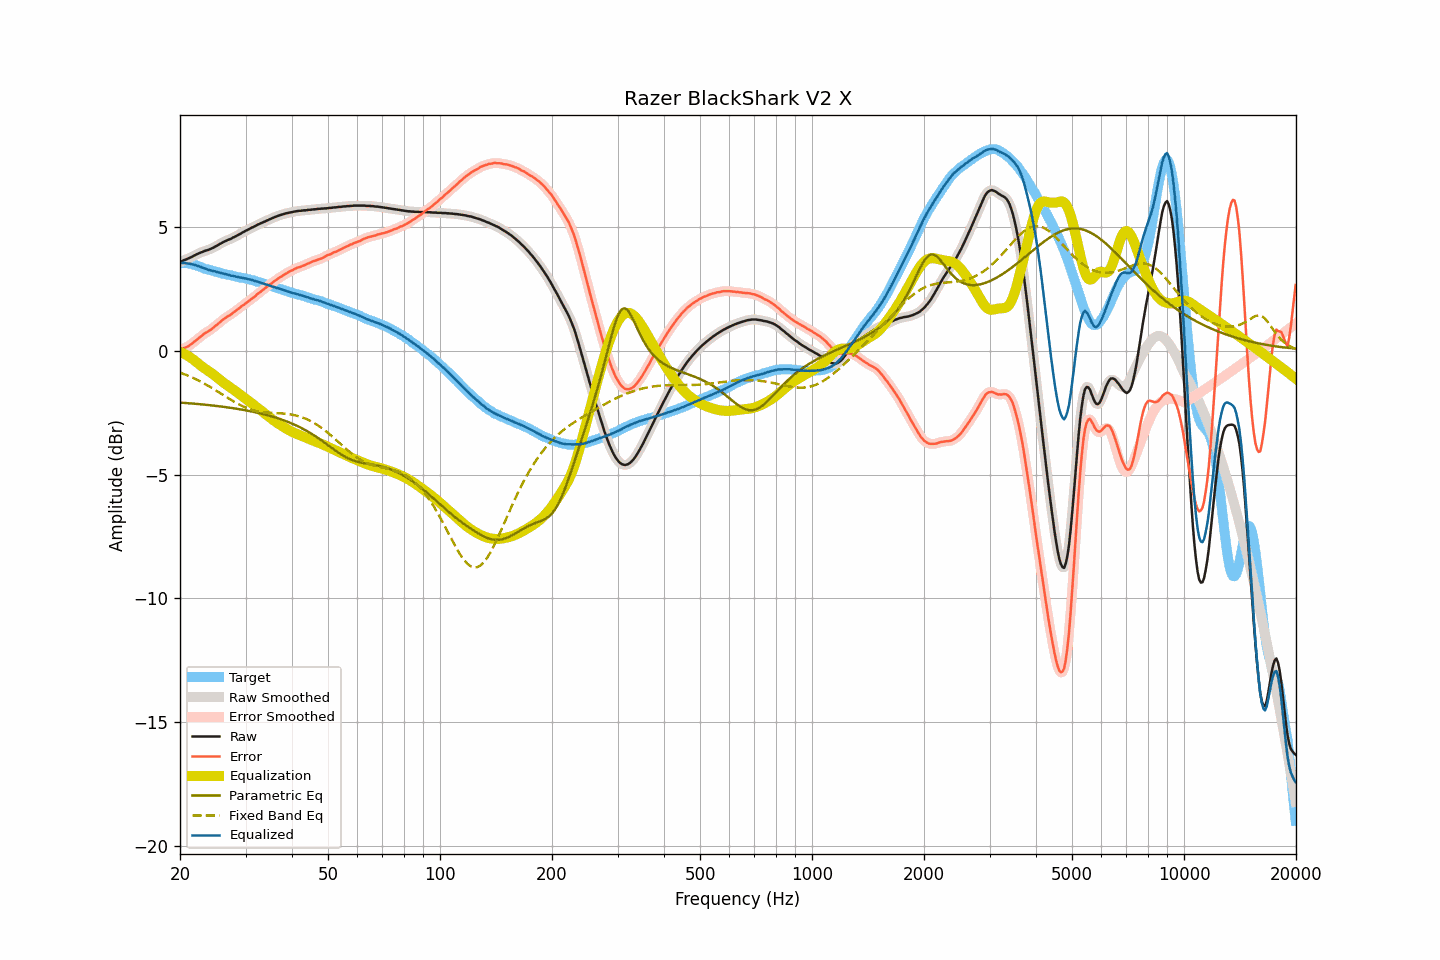 Razer BlackShark V2 X
5
0
−5
−10
−15
−20
Amplitude (dBr)
Target
Raw Smoothed
Error Smoothed
Raw
Error
Equalization
Parametric Eq
Fixed Band Eq
Equalized
20 50 100 200 500 1000 2000 5000 10000 20000
Frequency (Hz)